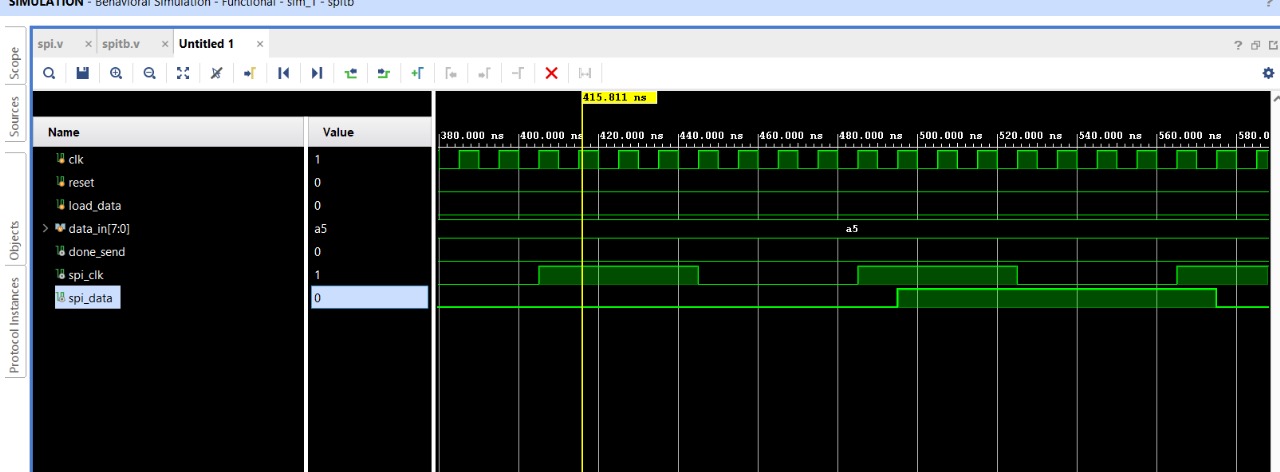 SIMULATION - Behavioral Simulation - Functional - sim_1 - spitb
?
spi.v × spitb.v × Untitled 1 ×
?
Scope
Sources
Objects
Protocol Instances
415.811 ns
Name Value
380.000 ns 400.000 ns 420.000 ns 440.000 ns 460.000 ns 480.000 ns 500.000 ns 520.000 ns 540.000 ns 560.000 ns 580.0
clk 1
reset 0
load_data 0
data_in[7:0] a5 a5
done_send 0
spi_clk 1
spi_data 0